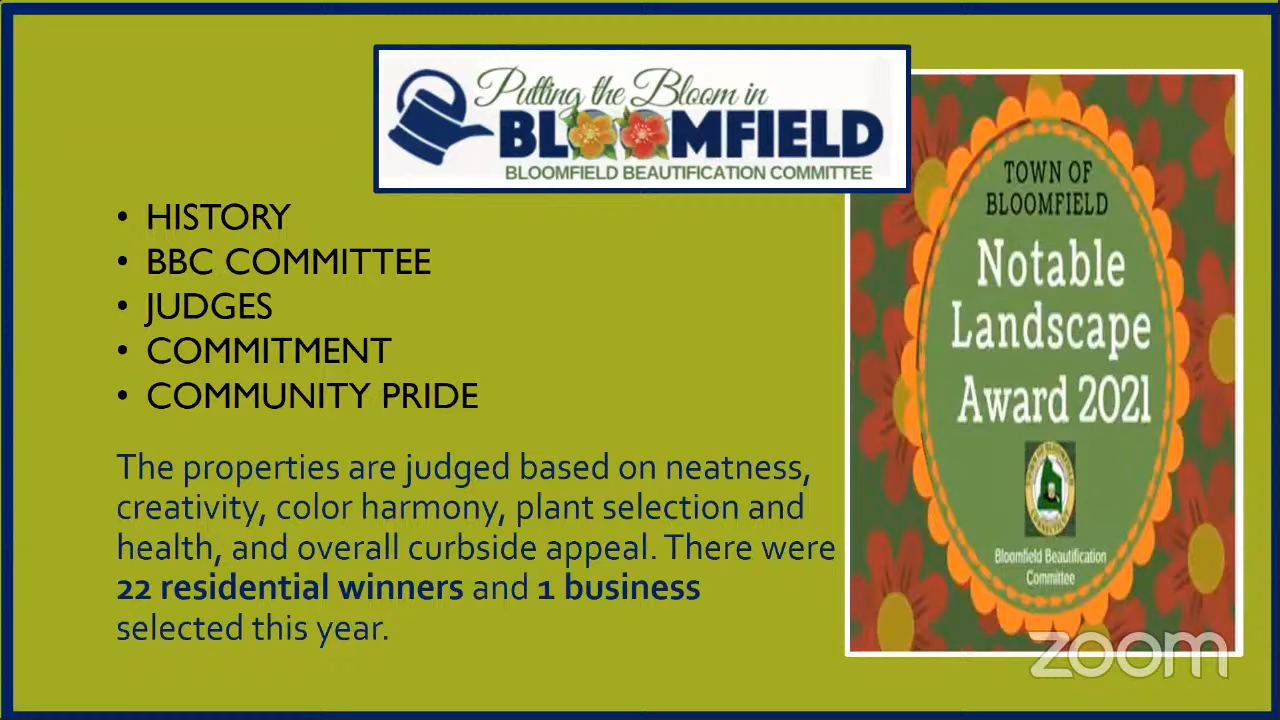 Putting the Bloom in
BLOOMFIELD
BLOOMFIELD BEAUTIFICATION COMMITTEE
• HISTORY
• BBC COMMITTEE
• JUDGES
• COMMITMENT
• COMMUNITY PRIDE
The properties are judged based on neatness,
creativity, color harmony, plant selection and
health, and overall curbside appeal. There were
22 residential winners and 1 business
selected this year.
TOWN OF
BLOOMFIELD
Notable
Landscape
Award 2021
Bloomfield Beautification
Committee
zoom